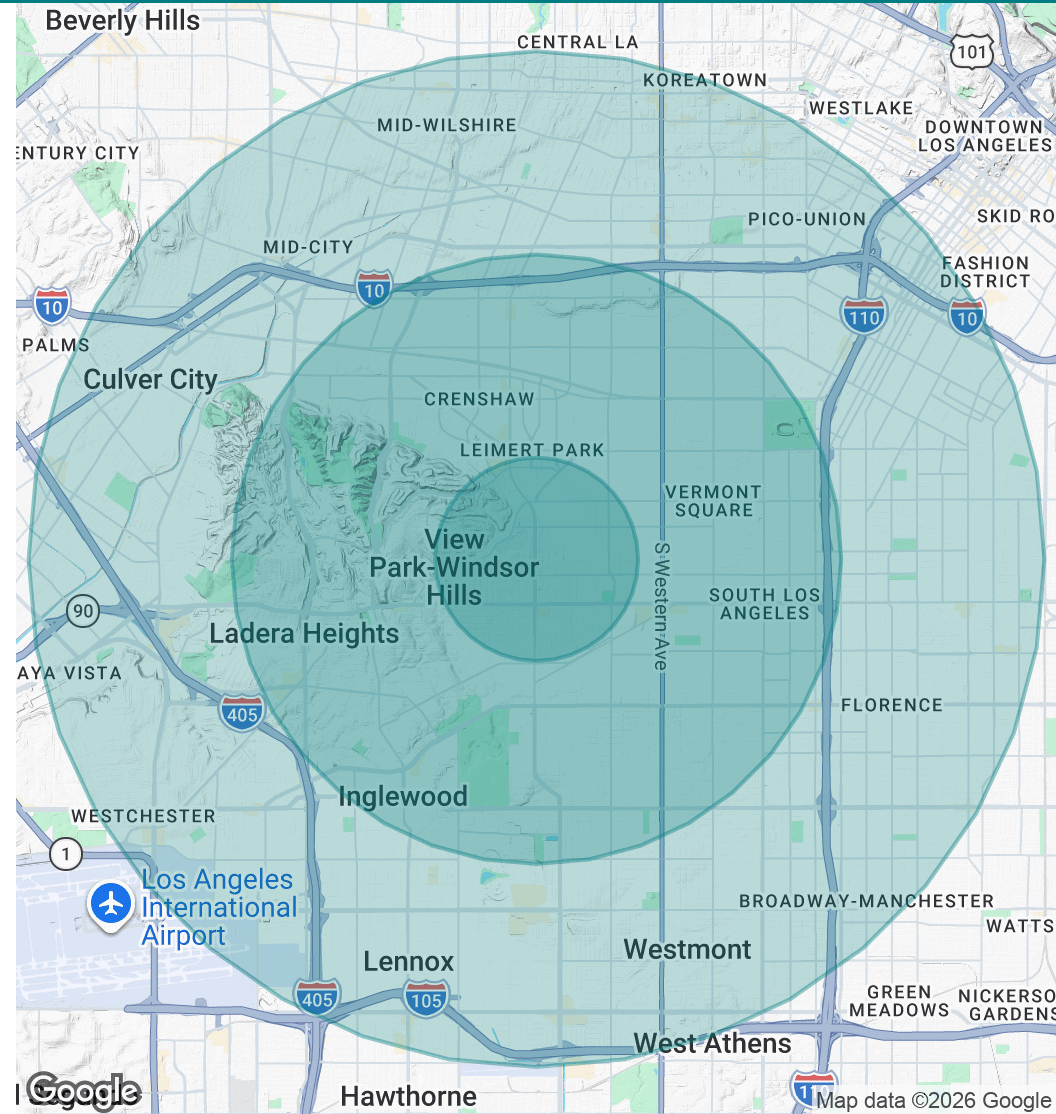 Beverly Hills
CENTRAL LA
101
KOREATOWN
WESTLAKE
MID-WILSHIRE
DOWNTOWN
LOS ANGELES
ENTURY CITY
PICO-UNION
SKID RO
MID-CITY
FASHION
DISTRICT
10
10
110
10
PALMS
Culver City
CRENSHAW
LEIMERT PARK
VERMONT
SQUARE
View
Park-Windsor
Hills
S Western Ave
SOUTH LOS
ANGELES
90
Ladera Heights
AYA VISTA
405
FLORENCE
Inglewood
WESTCHESTER
1
Los Angeles
International
Airport
BROADWAY-MANCHESTER
WATTS
Westmont
Lennox
405
105
GREEN
MEADOWS
NICKERSO
GARDENS
West Athens
110
Google
Hawthorne
Map data ©2026 Google